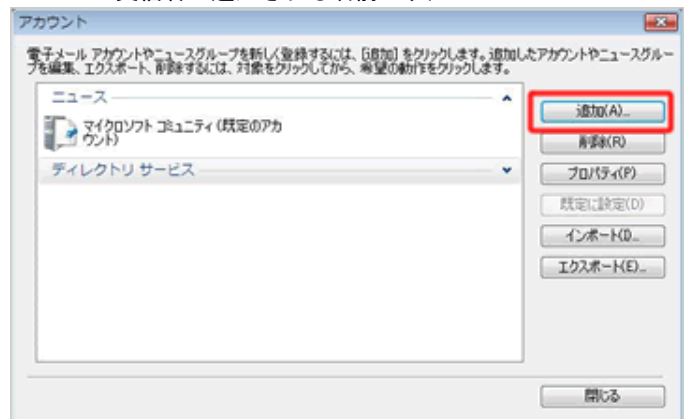 アカウント
電子メール アカウントやニュースグループを新しく登録するには、[追加] をクリックします。追加したアカウントやニュースグルー
プを編集、エクスポート、削除するには、対象をクリックしてから、希望の動作をクリックします。
ニュース
マイクロソフト コミュニティ (既定のアカ
ウント)
ディレクトリ サービス
追加(A)...
削除(R)
プロパティ(P)
既定に設定(D)
インポート(I)...
エクスポート(E)...
閉じる